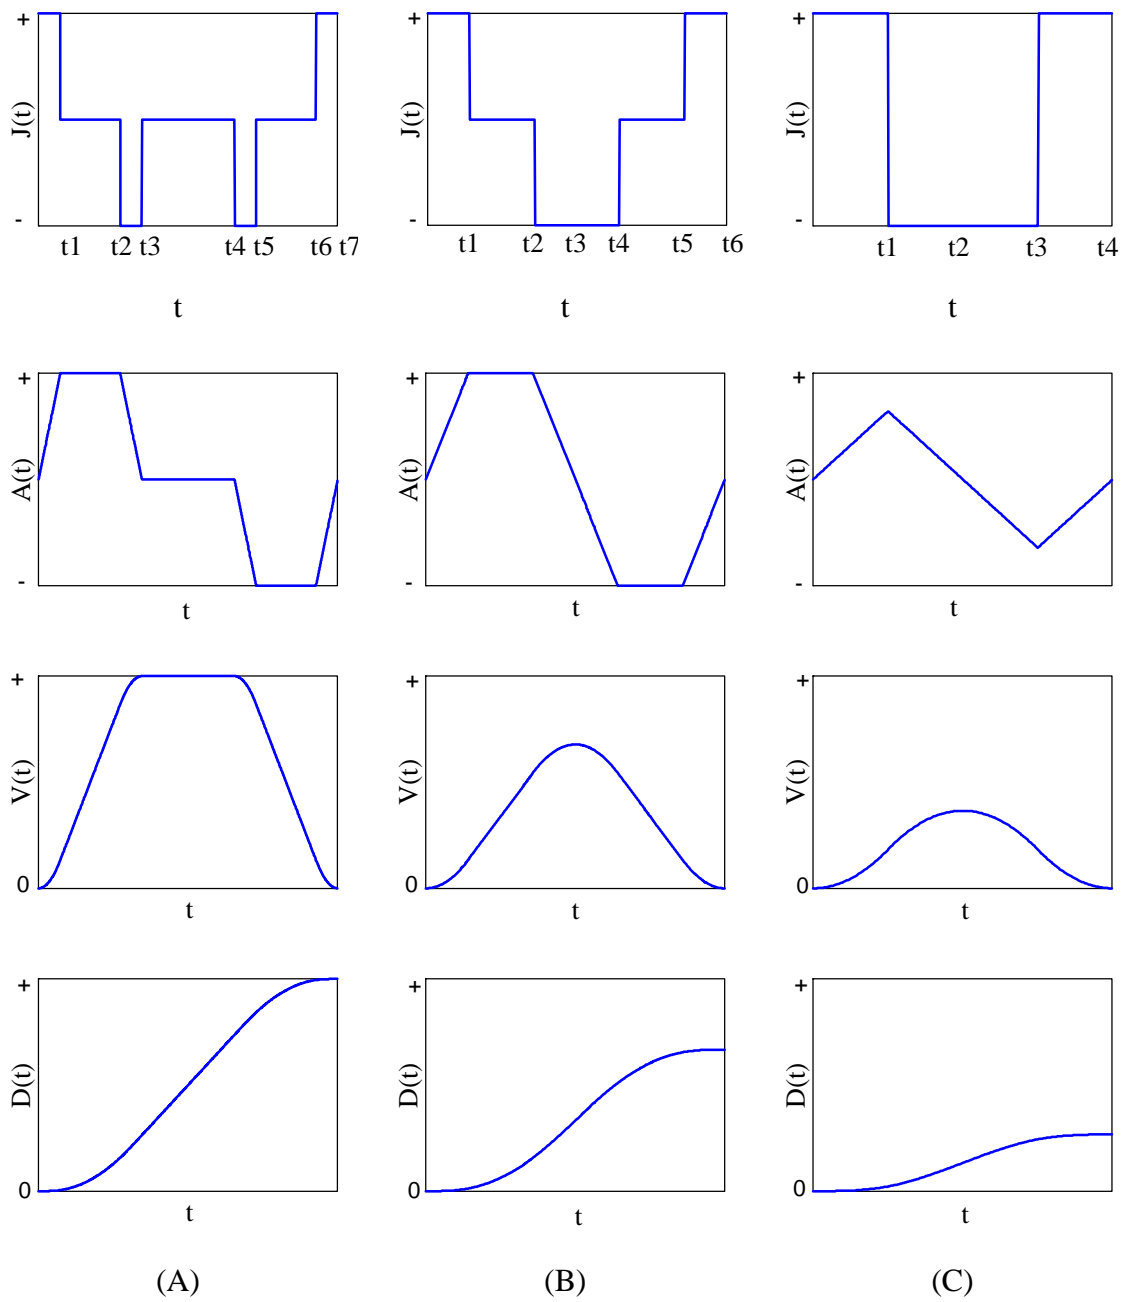 + + +
J(t) J(t) J(t)
- - -
t1 t2 t3 t4 t5 t6 t7 t1 t2 t3 t4 t5 t6 t1 t2 t3 t4
t t t
+ + +
A(t) A(t) A(t)
- - -
t t t
+ + +
V(t) V(t) V(t)
0 0 0
t t t
+ + +
D(t) D(t) D(t)
0 0 0
t t t
(A) (B) (C)